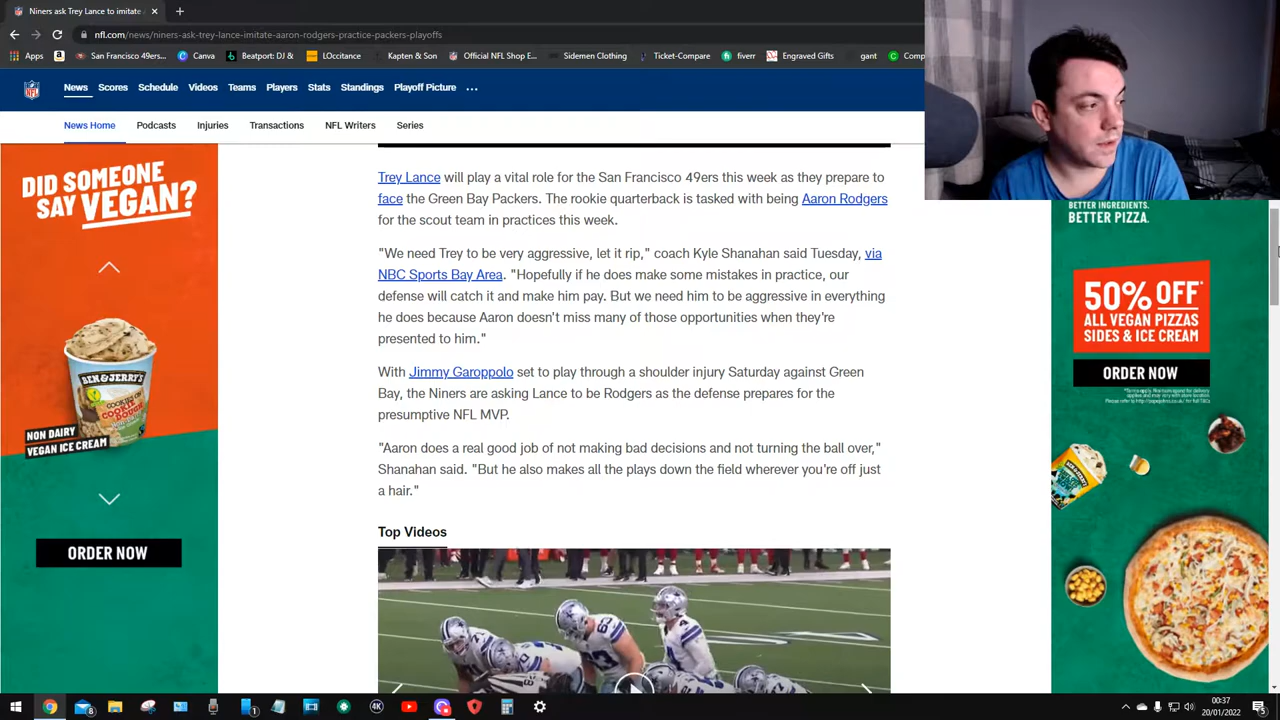 Niners ask Trey Lance to imitate
nfl.com/news/niners-ask-trey-lance-imitate-aaron-rodgers-practice-packers-playoffs
Apps
San Francisco 49ers...
Canva
Beatport: DJ &
LOccitane
Kapten & Son
Official NFL Shop E...
Sidemen Clothing
Ticket-Compare
fiverr
Engraved Gifts
gant
Comp
News Scores Schedule Videos Teams Players Stats Standings Playoff Picture ...
News Home Podcasts Injuries Transactions NFL Writers Series
DID SOMEONE
SAY VEGAN?
BEN & JERRY'S
NON DAIRY
VEGAN ICE CREAM
ORDER NOW
Trey Lance will play a vital role for the San Francisco 49ers this week as they prepare to
face the Green Bay Packers. The rookie quarterback is tasked with being Aaron Rodgers
for the scout team in practices this week.
"We need Trey to be very aggressive, let it rip," coach Kyle Shanahan said Tuesday, via
NBC Sports Bay Area. "Hopefully if he does make some mistakes in practice, our
defense will catch it and make him pay. But we need him to be aggressive in everything
he does because Aaron doesn't miss many of those opportunities when they're
presented to him."
With Jimmy Garoppolo set to play through a shoulder injury Saturday against Green
Bay, the Niners are asking Lance to be Rodgers as the defense prepares for the
presumptive NFL MVP.
"Aaron does a real good job of not making bad decisions and not turning the ball over,"
Shanahan said. "But he also makes all the plays down the field wherever you're off just
a hair."
Top Videos
BETTER INGREDIENTS.
BETTER PIZZA.
50% OFF*
ALL VEGAN PIZZAS
SIDES & ICE CREAM
ORDER NOW
00:37
20/01/2022